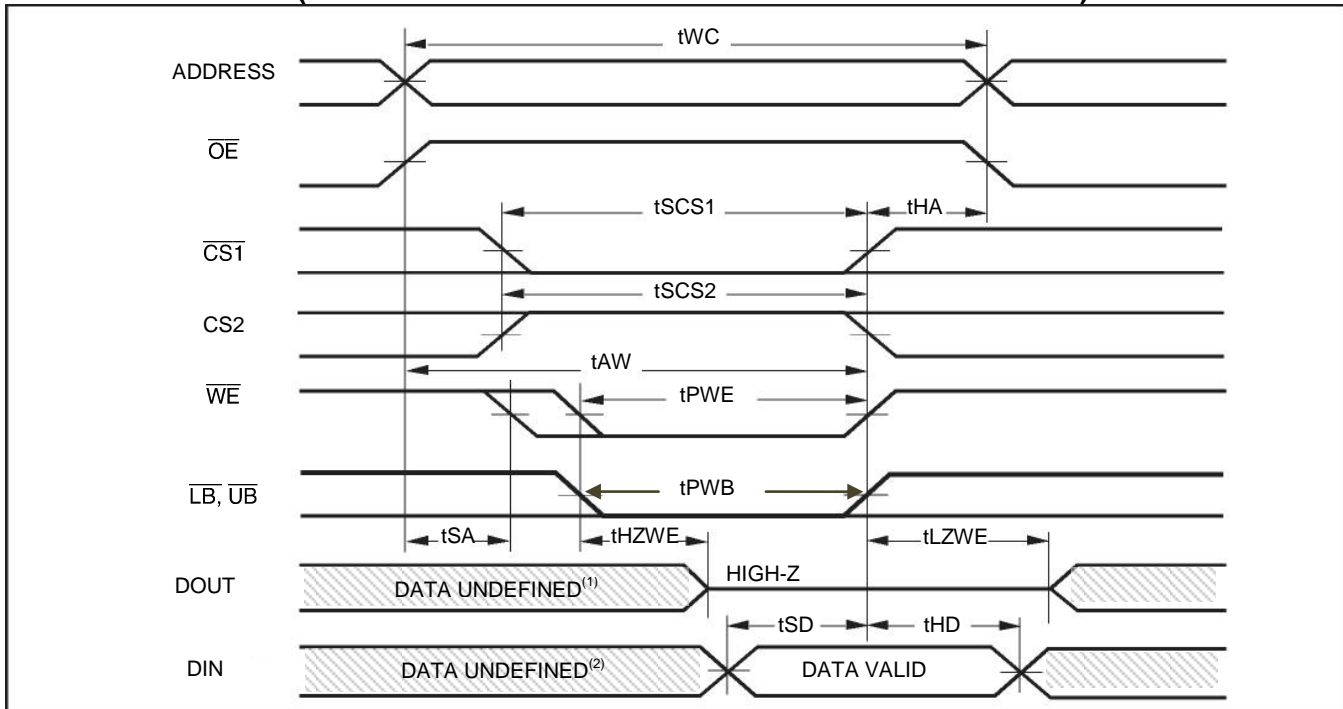 tWC
ADDRESS
OE
tSCS1
tHA
CS1
tSCS2
CS2
tAW
WE
tPWE
LB, UB
tPWB
tSA
tHZWE
tLZWE
DOUT
DATA UNDEFINED(1)
HIGH-Z
tSD
tHD
DIN
DATA UNDEFINED(2)
DATA VALID